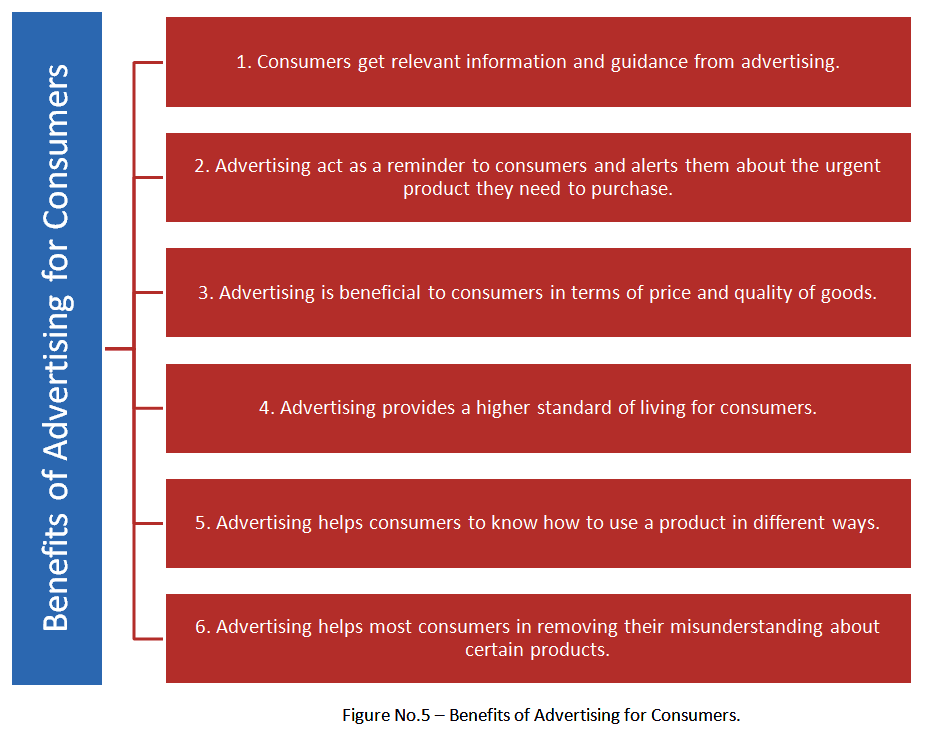 Benefits of Advertising for Consumers
1. Consumers get relevant information and guidance from advertising.
2. Advertising act as a reminder to consumers and alerts them about the urgent
product they need to purchase.
3. Advertising is beneficial to consumers in terms of price and quality of goods.
4. Advertising provides a higher standard of living for consumers.
5. Advertising helps consumers to know how to use a product in different ways.
6. Advertising helps most consumers in removing their misunderstanding about
certain products.
Figure No.5 – Benefits of Advertising for Consumers.